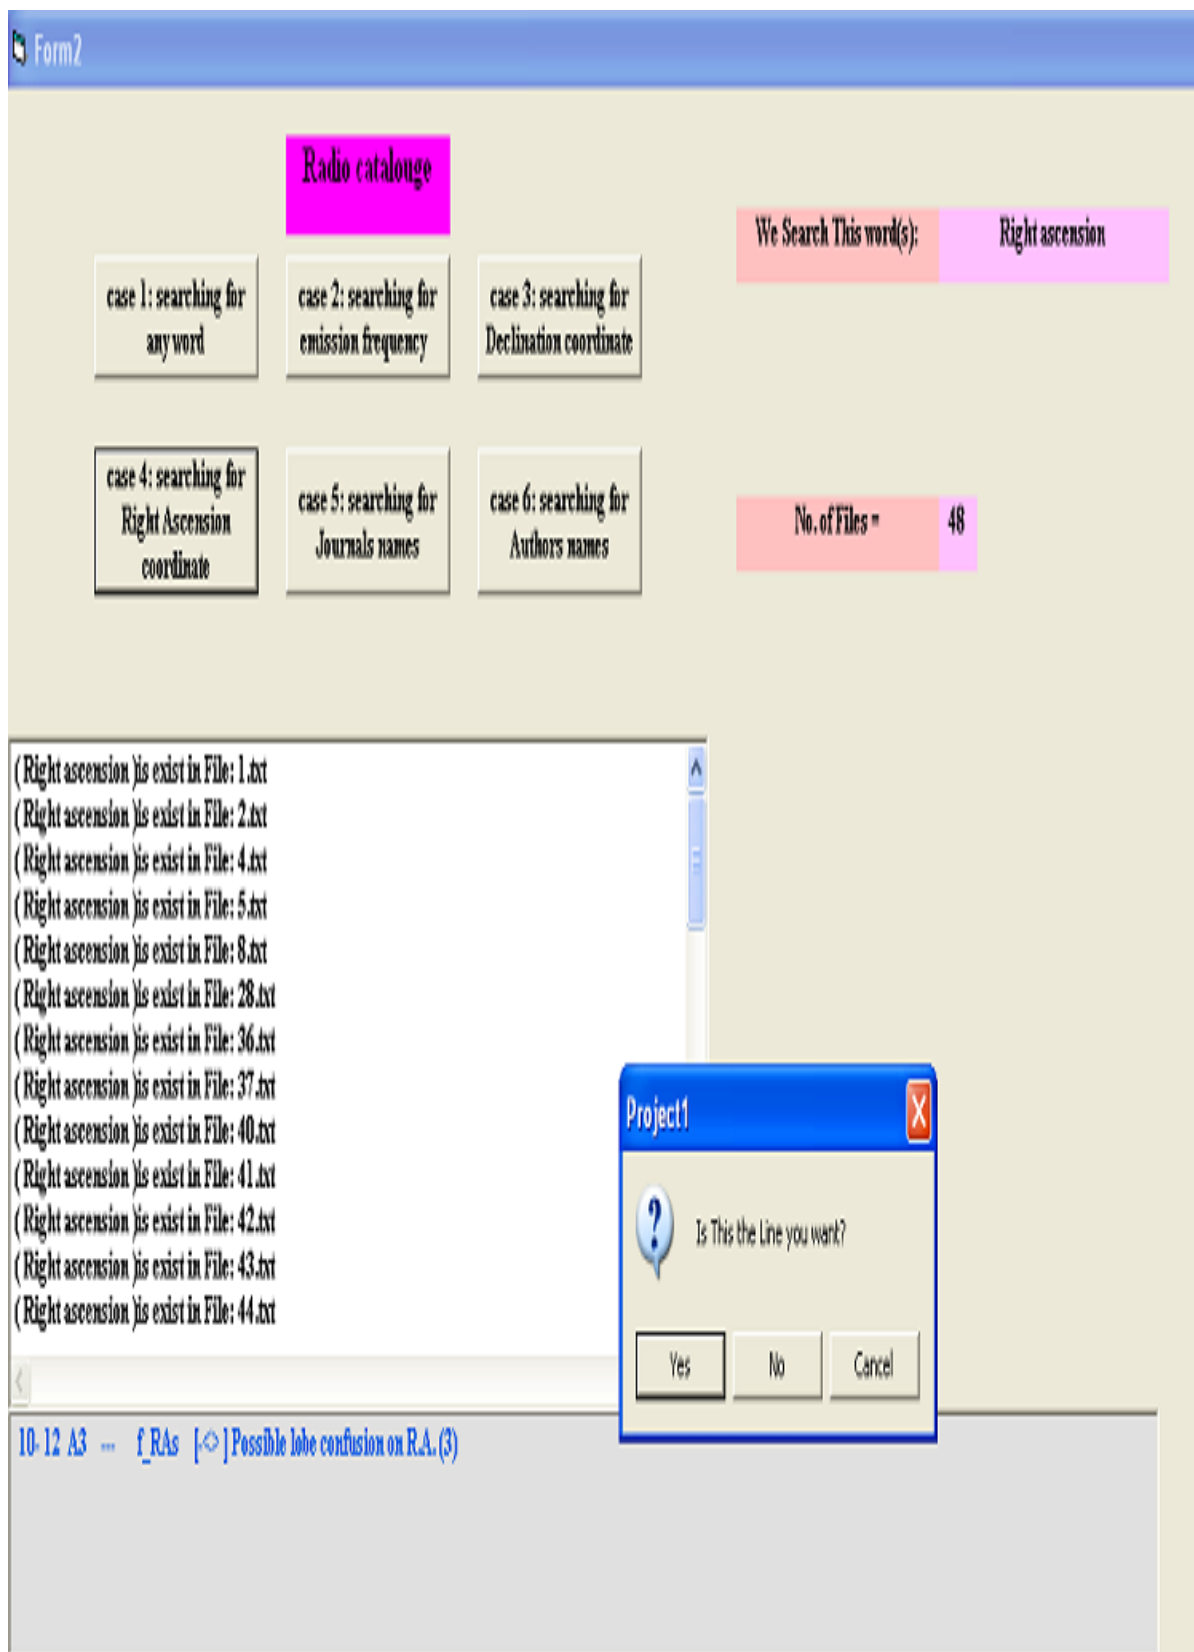 Form2
Radio catalouge
We Search This word(s):
Right ascension
case 1: searching for
any word
case 2: searching for
emission frequency
case 3: searching for
Declination coordinate
case 4: searching for
Right Ascension
coordinate
case 5: searching for
Journals names
case 6: searching for
Authors names
No. of Files =
48
( Right ascension )is exist in File: 1.txt
( Right ascension )is exist in File: 2.txt
( Right ascension )is exist in File: 4.txt
( Right ascension )is exist in File: 5.txt
( Right ascension )is exist in File: 8.txt
( Right ascension )is exist in File: 28.txt
( Right ascension )is exist in File: 36.txt
( Right ascension )is exist in File: 37.txt
( Right ascension )is exist in File: 40.txt
( Right ascension )is exist in File: 41.txt
( Right ascension )is exist in File: 42.txt
( Right ascension )is exist in File: 43.txt
( Right ascension )is exist in File: 44.txt
Project1
Is This the Line you want?
Yes
No
Cancel
10- 12 A3 --- f_RAs [-◇] Possible lobe confusion on R.A. (3)